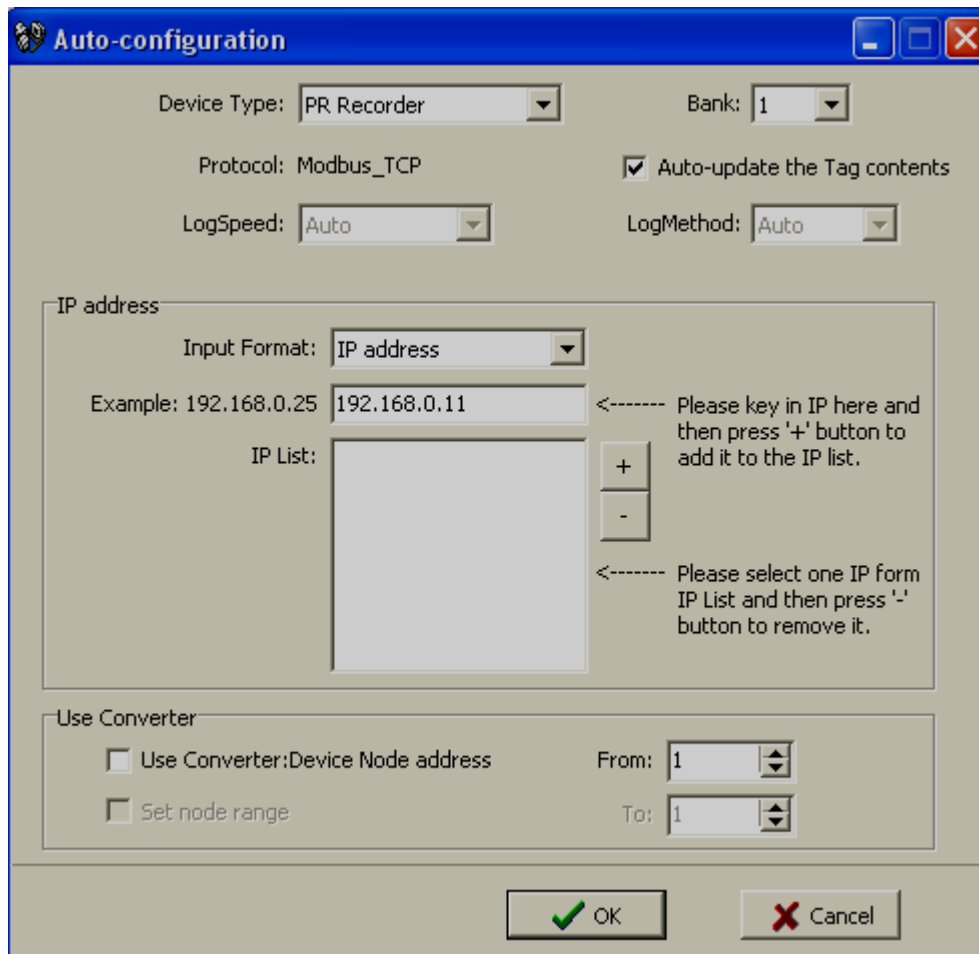 Auto-configuration
Device Type: PR Recorder Bank: 1
Protocol: Modbus_TCP Auto-update the Tag contents
LogSpeed: Auto LogMethod: Auto
IP address
Input Format: IP address
Example: 192.168.0.25 192.168.0.11 <------- Please key in IP here and
then press '+' button to
add it to the IP list.
IP List:
+
-
<------- Please select one IP form
IP List and then press '-'
button to remove it.
Use Converter
Use Converter:Device Node address From: 1
Set node range To: 1
OK Cancel